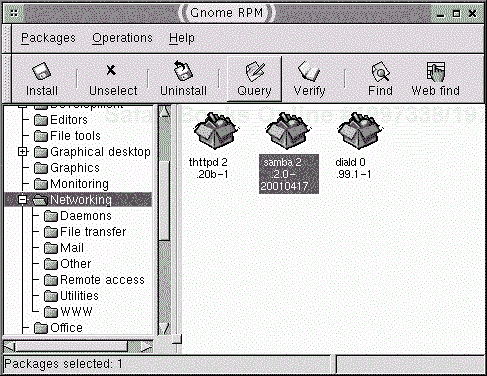 Gnome RPM
Packages Operations Help
Install Unselect Uninstall Query Verify Find Web find
Development
Editors
File tools
Graphical desktop
Graphics
Monitoring
Networking
Daemons
File transfer
Mail
Other
Remote access
Utilities
WWW
Office
thttpd 2
.20b-1
samba 2
.2.0-
20010417
diald 0
.99.1-1
Packages selected: 1